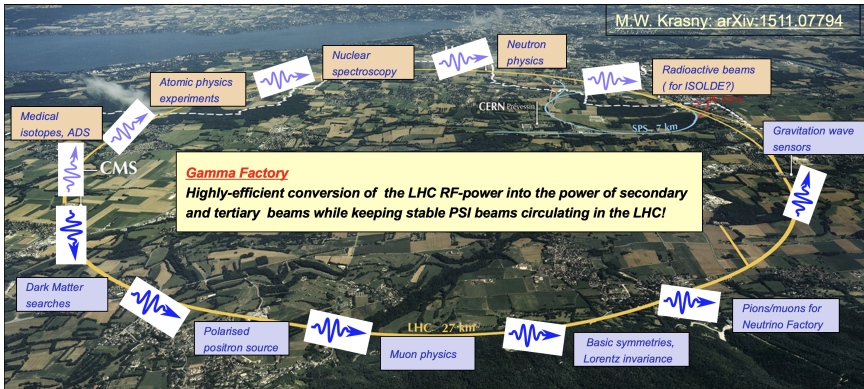 M.W. Krasny: arXiv:1511.07794
Neutron
physics
Nuclear
spectroscopy
Radioactive beams
( for ISOLDE?)
Atomic physics
experiments
Medical
isotopes, ADS
CERN Prévessin
SPS 7 km
Gravitation wave
sensors
CMS
Gamma Factory
Highly-efficient conversion of the LHC RF-power into the power of secondary
and tertiary beams while keeping stable PSI beams circulating in the LHC!
Dark Matter
searches
Polarised
positron source
LHC 27 km
Muon physics
Basic symmetries,
Lorentz invariance
Pions/muons for
Neutrino Factory